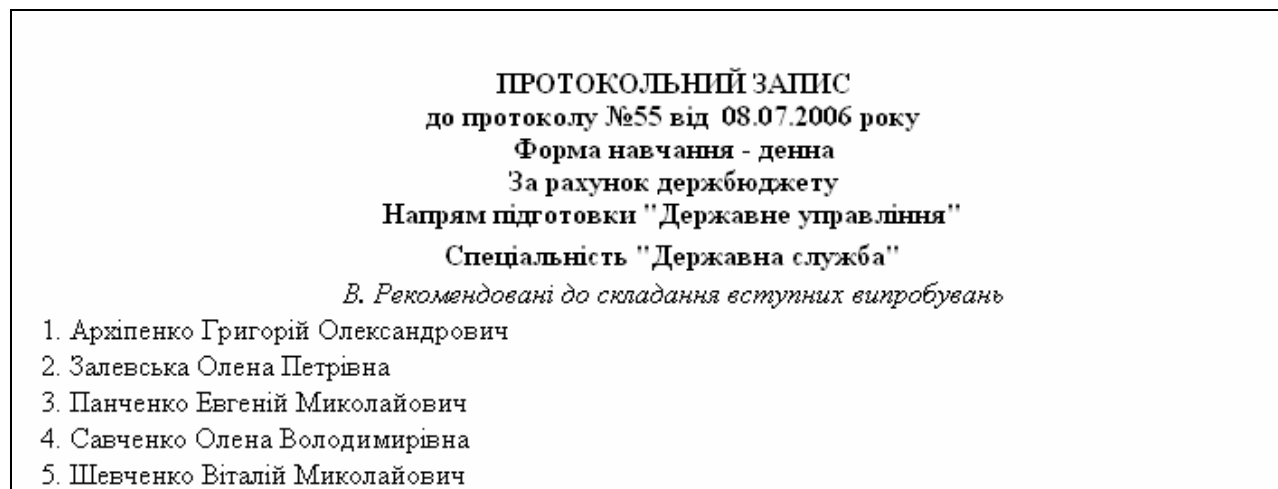 ПРОТОКОЛЬНИЙ ЗАПИС
до протоколу №55 від 08.07.2006 року
Форма навчання - денна
За рахунок держбюджету
Напрям підготовки "Державне управління"
Спеціальність "Державна служба"
В. Рекомендовані до складання вступних випробувань
1. Архіпенко Григорій Олександрович
2. Залевська Олена Петрівна
3. Панченко Евгеній Миколайович
4. Савченко Олена Володимирівна
5. Шевченко Віталій Миколайович